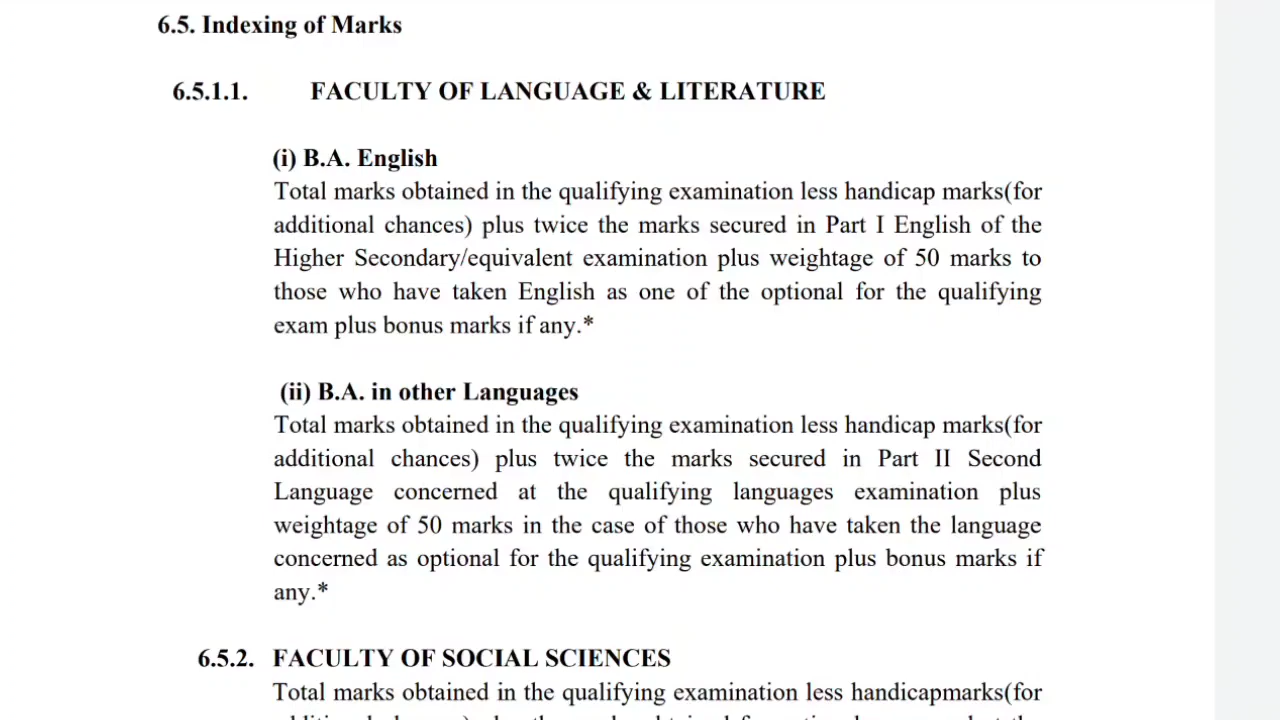 6.5. Indexing of Marks
6.5.1.1. FACULTY OF LANGUAGE & LITERATURE
(i) B.A. English
Total marks obtained in the qualifying examination less handicap marks(for
additional chances) plus twice the marks secured in Part I English of the
Higher Secondary/equivalent examination plus weightage of 50 marks to
those who have taken English as one of the optional for the qualifying
exam plus bonus marks if any.*
(ii) B.A. in other Languages
Total marks obtained in the qualifying examination less handicap marks(for
additional chances) plus twice the marks secured in Part II Second
Language concerned at the qualifying languages examination plus
weightage of 50 marks in the case of those who have taken the language
concerned as optional for the qualifying examination plus bonus marks if
any.*
6.5.2. FACULTY OF SOCIAL SCIENCES
Total marks obtained in the qualifying examination less handicapmarks(for